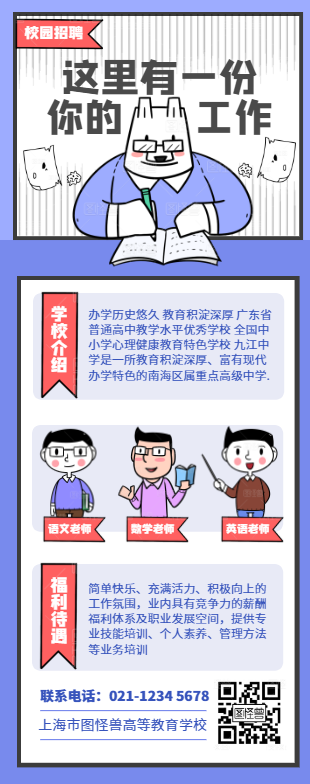 校园招聘
这里有一份
你的 工作
学校介绍
办学历史悠久 教育积淀深厚 广东省
普通高中教学水平优秀学校 全国中
小学心理健康教育特色学校 九江中
学是一所教育积淀深厚、富有现代
办学特色的南海区属重点高级中学.
语文老师
数学老师
英语老师
福利待遇
简单快乐、充满活力、积极向上的
工作氛围，业内具有竞争力的薪酬
福利体系及职业发展空间，提供专
业技能培训、个人素养、管理方法
等业务培训
联系电话：021-1234 5678
上海市图怪兽高等教育学校
图怪兽